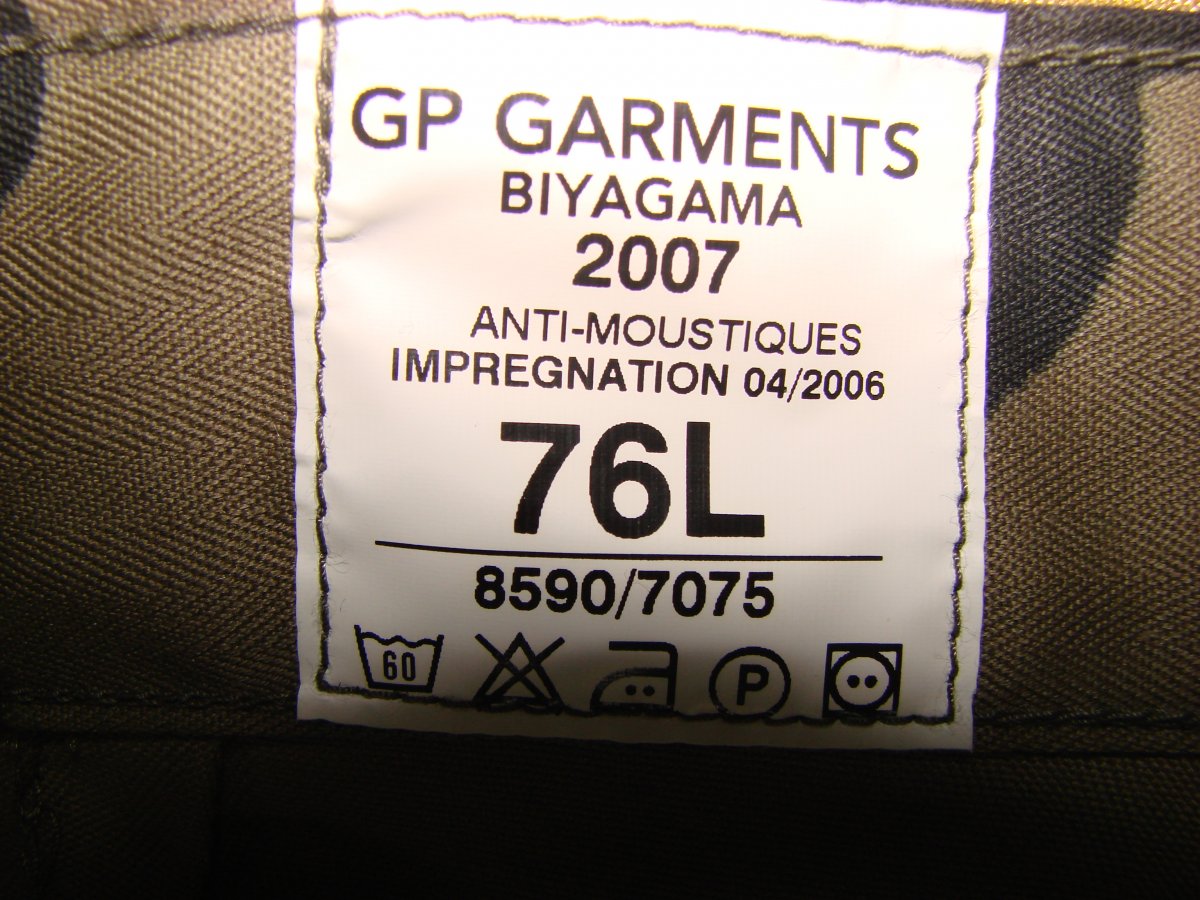 GP GARMENTS
BIYAGAMA
2007
ANTI-MOUSTIQUES
IMPREGNATION 04/2006
76L
8590/7075
60 P